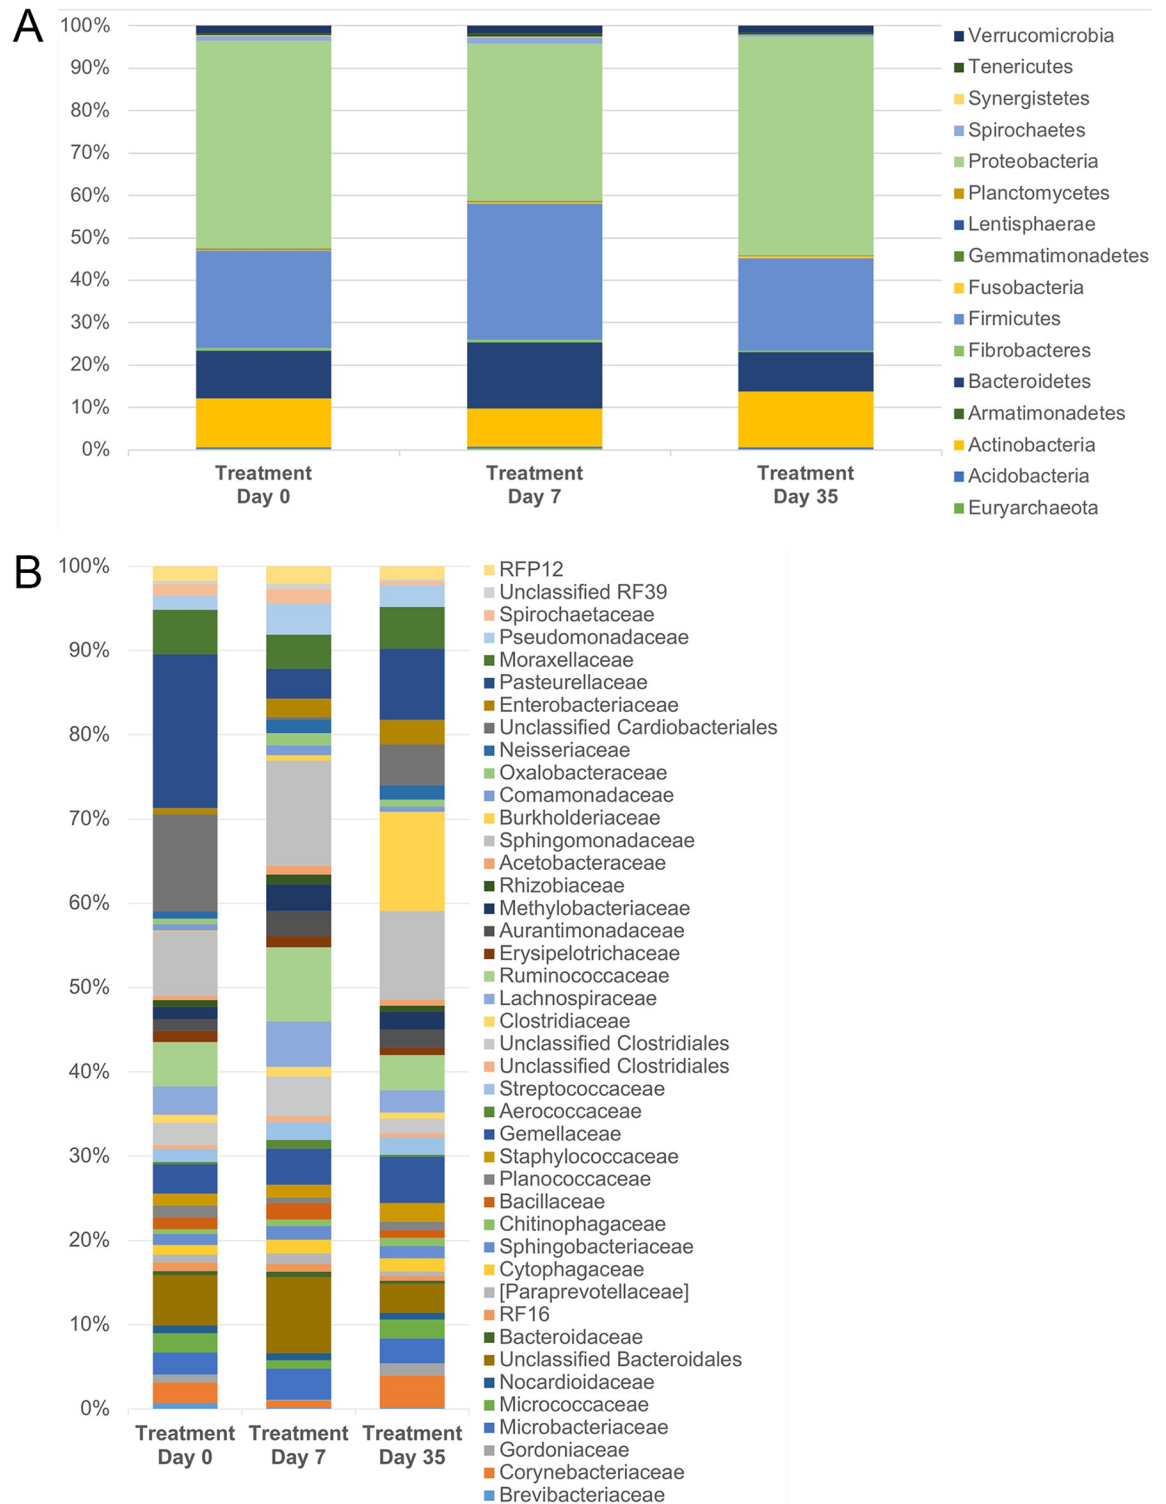 A
100%
90%
80%
70%
60%
50%
40%
30%
20%
10%
0%
Treatment Day 0
Treatment Day 7
Treatment Day 35
Verrucomicrobia
Tenericutes
Synergistetes
Spirochaetes
Proteobacteria
Planctomycetes
Lentisphaerae
Gemmatimonadetes
Fusobacteria
Firmicutes
Fibrobacteres
Bacteroidetes
Armatimonadetes
Actinobacteria
Acidobacteria
Euryarchaeota
B
100%
90%
80%
70%
60%
50%
40%
30%
20%
10%
0%
Treatment Day 0
Treatment Day 7
Treatment Day 35
RFP12
Unclassified RF39
Spirochaetaceae
Pseudomonadaceae
Moraxellaceae
Pasteurellaceae
Enterobacteriaceae
Unclassified Cardiobacteriales
Neisseriaceae
Oxalobacteraceae
Comamonadaceae
Burkholderiaceae
Sphingomonadaceae
Acetobacteraceae
Rhizobiaceae
Methylobacteriaceae
Aurantimonadaceae
Erysipelotrichaceae
Ruminococcaceae
Lachnospiraceae
Clostridiaceae
Unclassified Clostridiales
Unclassified Clostridiales
Streptococcaceae
Aerococcaceae
Gemellaceae
Staphylococcaceae
Planococcaceae
Bacillaceae
Chitinophagaceae
Sphingobacteriaceae
Cytophagaceae
[Paraprevotellaceae]
RF16
Bacteroidaceae
Unclassified Bacteroidales
Nocardioidaceae
Micrococcaceae
Microbacteriaceae
Gordoniaceae
Corynebacteriaceae
Brevibacteriaceae